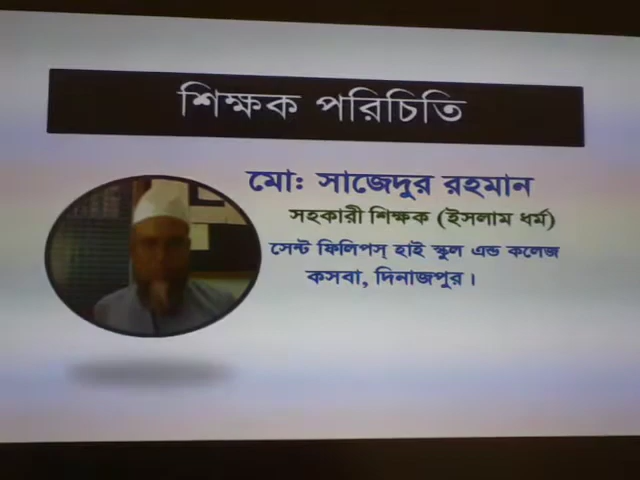 শিক্ষক পরিচিতি
মোঃ সাজেদুর রহমান
সহকারী শিক্ষক (ইসলাম ধর্ম)
সেন্ট ফিলিপস্ হাই স্কুল এন্ড কলেজ
কসবা, দিনাজপুর।